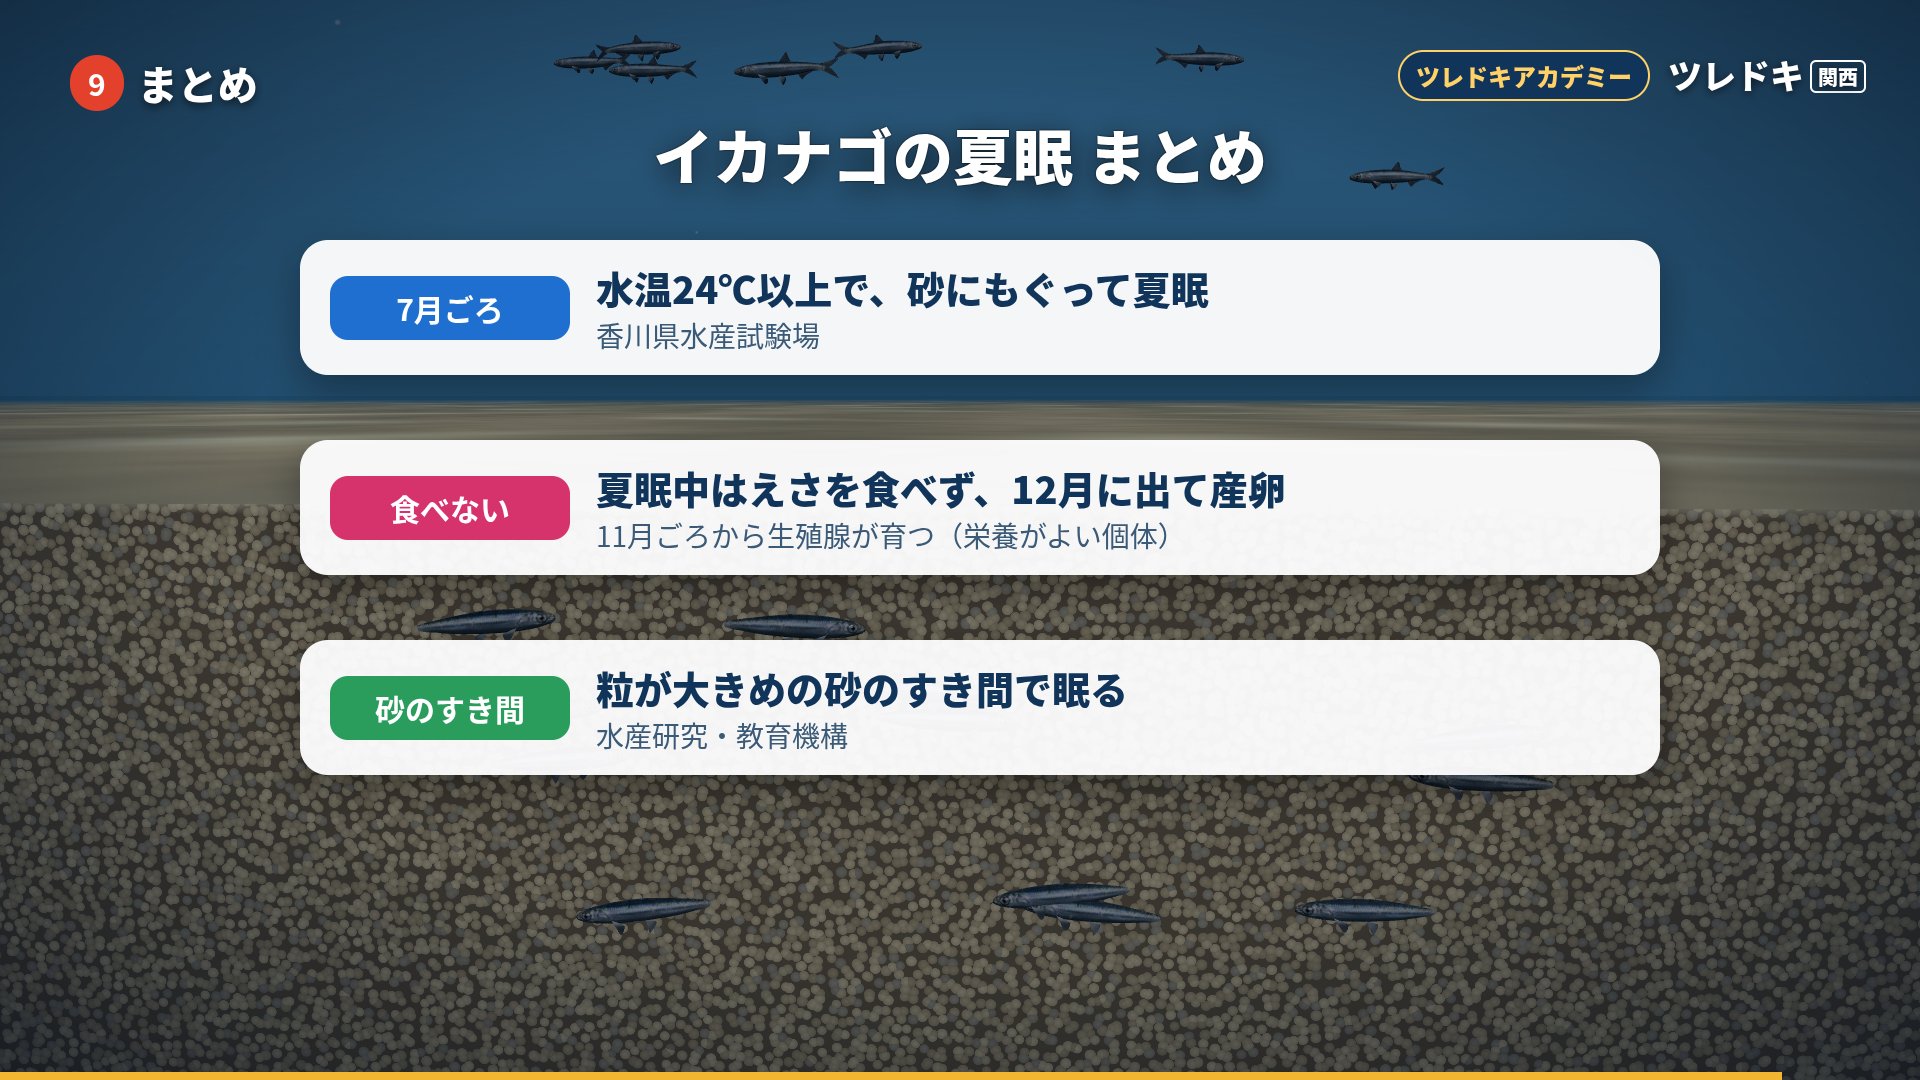 9 まとめ
ツレドキアカデミー ツレドキ 関西
イカナゴの夏眠 まとめ
7月ごろ
水温24℃以上で、砂にもぐって夏眠
香川県水産試験場
食べない
夏眠中はえさを食べず、12月に出て産卵
11月ごろから生殖腺が育つ（栄養がよい個体）
砂のすき間
粒が大きめの砂のすき間で眠る
水産研究・教育機構